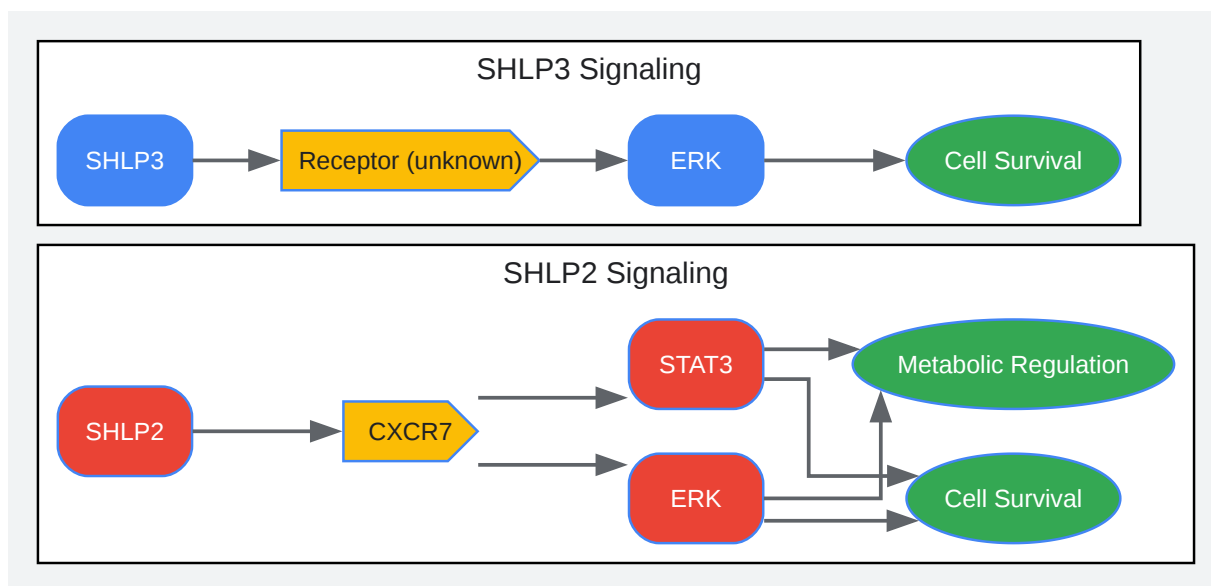 SHLP3 Signaling
SHLP3
Receptor (unknown)
ERK
Cell Survival
SHLP2 Signaling
STAT3
Metabolic Regulation
SHLP2
CXCR7
ERK
Cell Survival